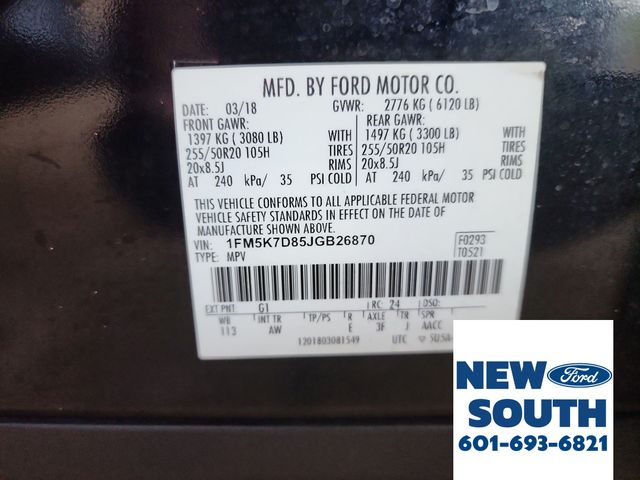 MFD. BY FORD MOTOR CO.
DATE: 03/18 GVWR: 2776 KG ( 6120 LB)
FRONT GAWR: REAR GAWR:
1397 KG ( 3080 LB) WITH 1497 KG ( 3300 LB) WITH
255/50R20 105H TIRES 255/50R20 105H TIRES
20x8.5J RIMS 20x8.5J RIMS
AT 240 kPa/ 35 PSI COLD AT 240 kPa/ 35 PSI COLD
THIS VEHICLE CONFORMS TO ALL APPLICABLE FEDERAL MOTOR
VEHICLE SAFETY STANDARDS IN EFFECT ON THE DATE OF
MANUFACTURE SHOWN ABOVE.
VIN: 1FM5K7D85JGB26870 F0293
TYPE: MPV T0521
EXT PNT: G1 RC: 24 DSO:
WB INT TR TP/PS R AXLE TR SPR
113 AW E 3F J AACC
1201803081549 UTC
NEW Ford
SOUTH
601-693-6821